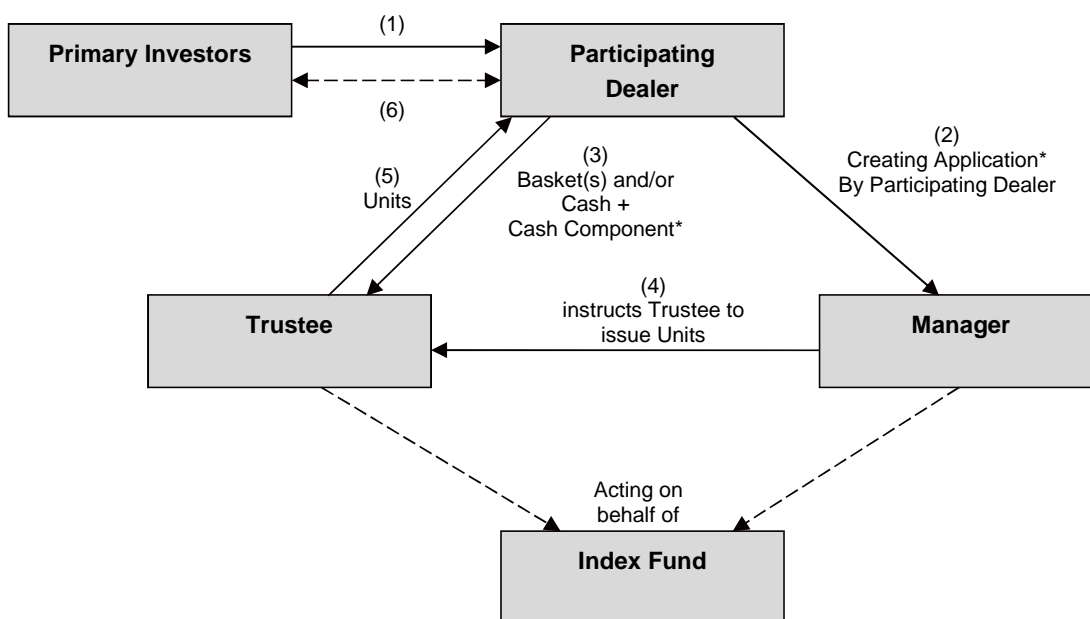 Primary Investors
(1)
(6)
Participating
Dealer
(2)
Creating Application*
By Participating Dealer
(3)
Basket(s) and/or
Cash +
Cash Component*
(5)
Units
Trustee
(4)
instructs Trustee to
issue Units
Manager
Acting on
behalf of
Index Fund